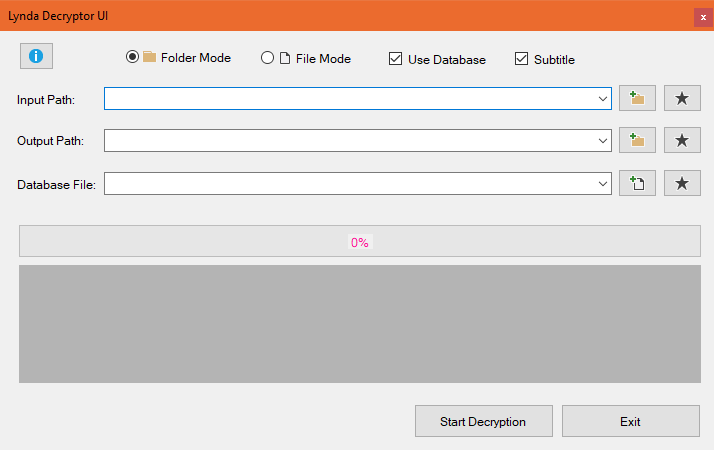 Lynda Decryptor UI
Folder Mode File Mode Use Database Subtitle
Input Path:
Output Path:
Database File:
0%
Start Decryption Exit